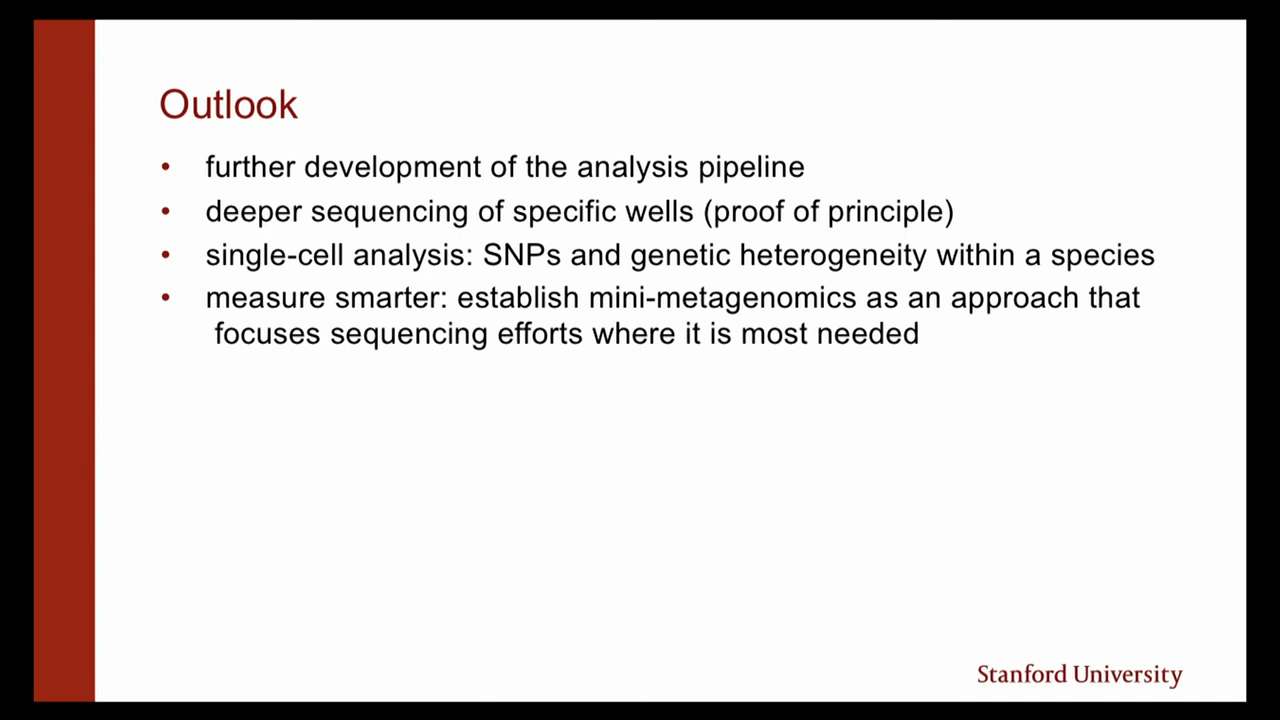 Outlook
• further development of the analysis pipeline
• deeper sequencing of specific wells (proof of principle)
• single-cell analysis: SNPs and genetic heterogeneity within a species
• measure smarter: establish mini-metagenomics as an approach that
focuses sequencing efforts where it is most needed
Stanford University